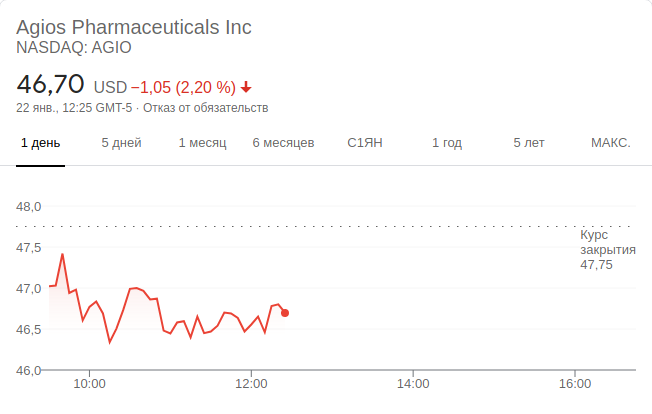 Agios Pharmaceuticals Inc
NASDAQ: AGIO
46,70 USD −1,05 (2,20 %)
22 янв., 12:25 GMT-5 · Отказ от обязательств
1 день 5 дней 1 месяц 6 месяцев С1ЯН 1 год 5 лет МАКС.
48,0
Курс
закрытия
47,75
47,5
47,0
46,5
46,0
10:00 12:00 14:00 16:00